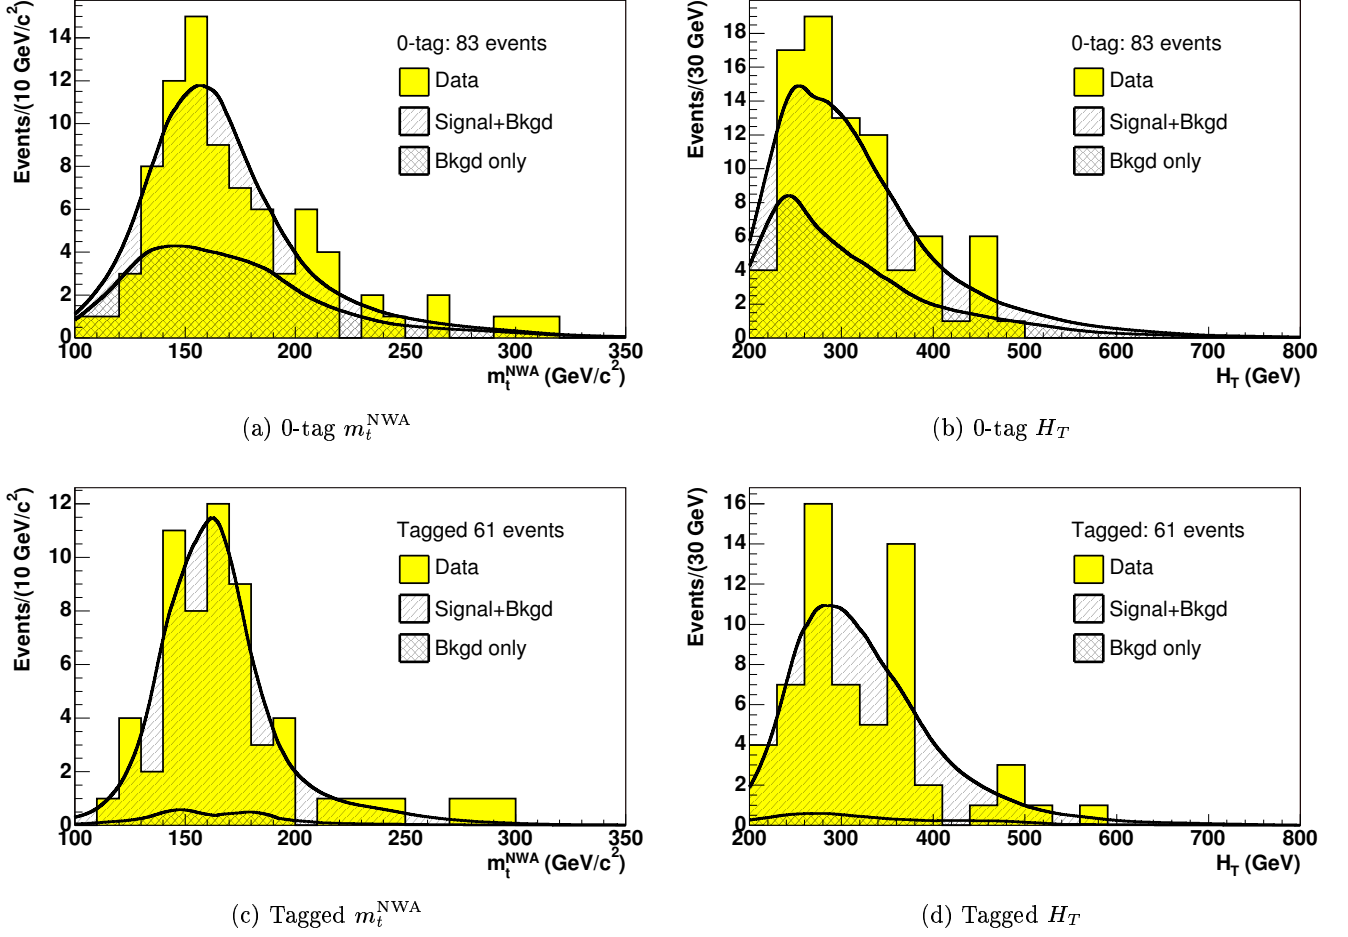 Events/(10 GeV/c²)
14
12
10
8
6
4
2
0
0-tag: 83 events
Data
Signal+Bkgd
Bkgd only
100 150 200 250 300 350
m_t^NWA (GeV/c²)
(a) 0-tag m_t^NWA
Events/(30 GeV)
18
16
14
12
10
8
6
4
2
0
0-tag: 83 events
Data
Signal+Bkgd
Bkgd only
200 300 400 500 600 700 800
H_T (GeV)
(b) 0-tag H_T
Events/(10 GeV/c²)
12
10
8
6
4
2
0
Tagged 61 events
Data
Signal+Bkgd
Bkgd only
100 150 200 250 300 350
m_t^NWA (GeV/c²)
(c) Tagged m_t^NWA
Events/(30 GeV)
16
14
12
10
8
6
4
2
0
Tagged: 61 events
Data
Signal+Bkgd
Bkgd only
200 300 400 500 600 700 800
H_T (GeV)
(d) Tagged H_T